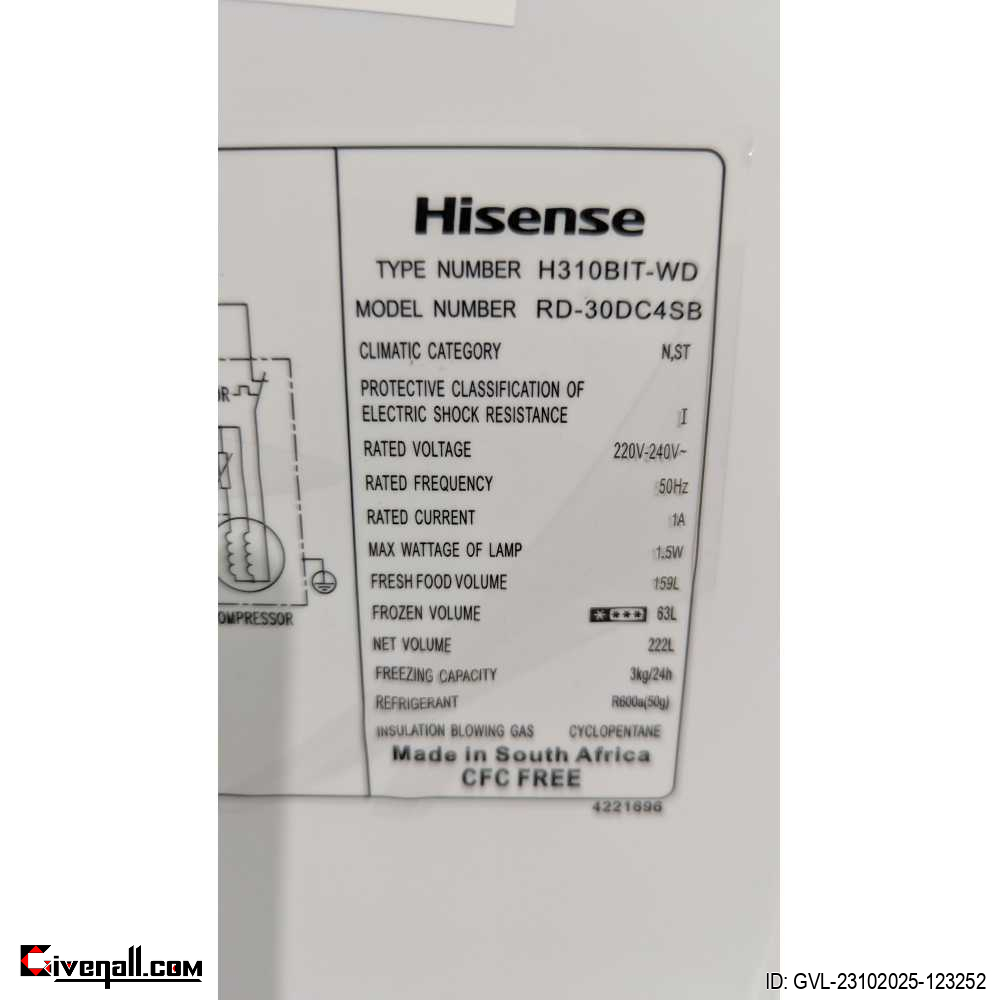 Hisense
TYPE NUMBER H310BIT-WD
MODEL NUMBER RD-30DC4SB
CLIMATIC CATEGORY N,ST
PROTECTIVE CLASSIFICATION OF
ELECTRIC SHOCK RESISTANCE I
RATED VOLTAGE 220V-240V~
RATED FREQUENCY 50Hz
RATED CURRENT 1A
MAX WATTAGE OF LAMP 1.5W
FRESH FOOD VOLUME 159L
FROZEN VOLUME 63L
NET VOLUME 222L
FREEZING CAPACITY 3kg/24h
REFRIGERANT R600a(50g)
INSULATION BLOWING GAS CYCLOPENTANE
Made in South Africa
CFC FREE
4221696
OR
OMPRESSOR
Givenall.com
ID: GVL-23102025-123252